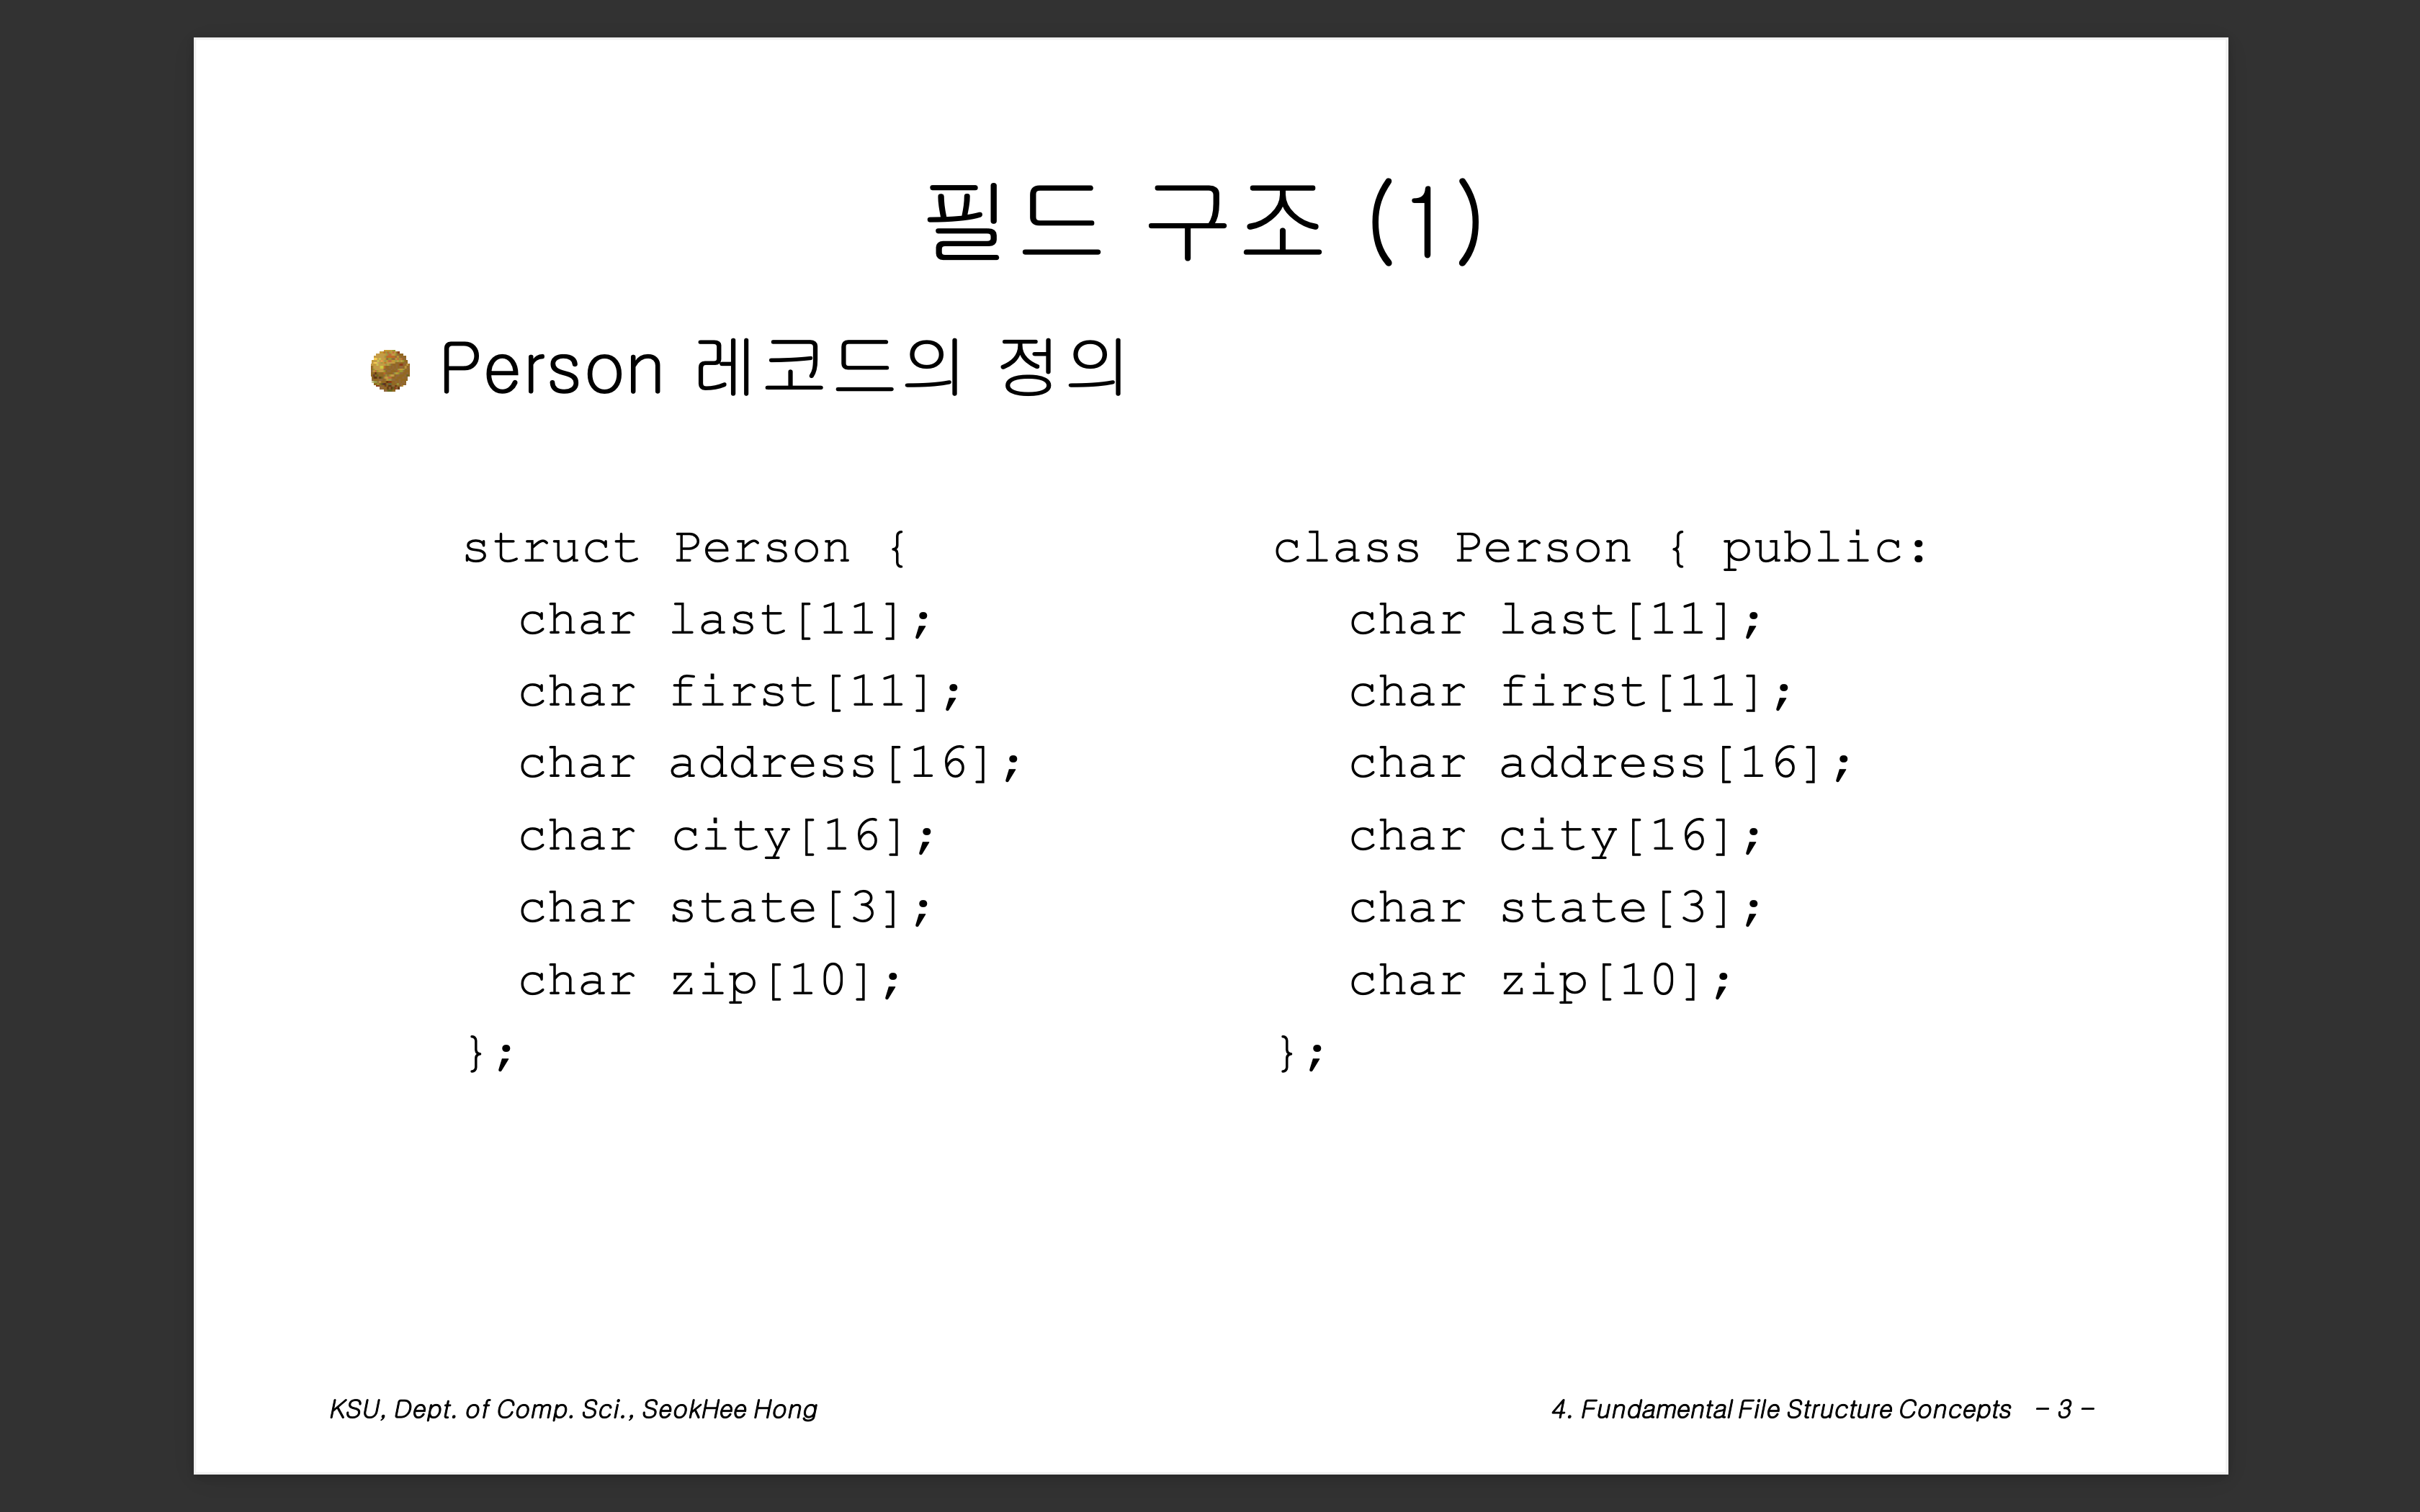 필드 구조 (1)
Person 레코드의 정의
struct Person {
char last[11];
char first[11];
char address[16];
char city[16];
char state[3];
char zip[10];
};
class Person { public:
char last[11];
char first[11];
char address[16];
char city[16];
char state[3];
char zip[10];
};
KSU, Dept. of Comp. Sci., SeokHee Hong
4. Fundamental File Structure Concepts - 3 -